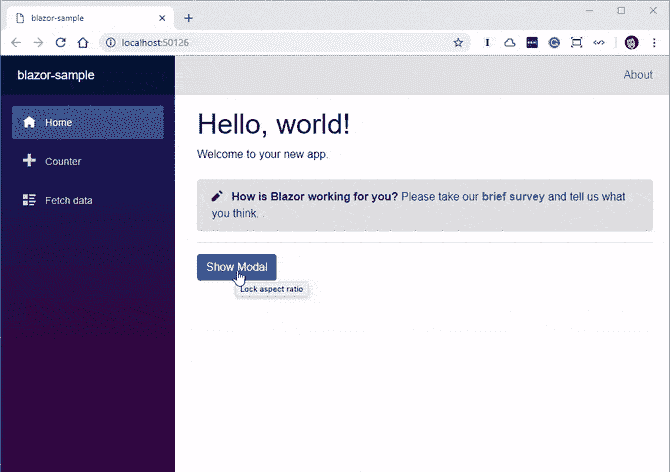 blazor-sample
localhost:50126
blazor-sample
About
Home
Counter
Fetch data
Hello, world!
Welcome to your new app.
How is Blazor working for you? Please take our brief survey and tell us what
you think.
Show Modal
Lock aspect ratio